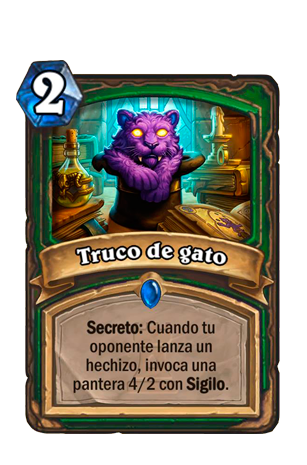 2
Truco de gato
Secreto: Cuando tu
oponente lanza un
hechizo, invoca una
pantera 4/2 con Sigilo.